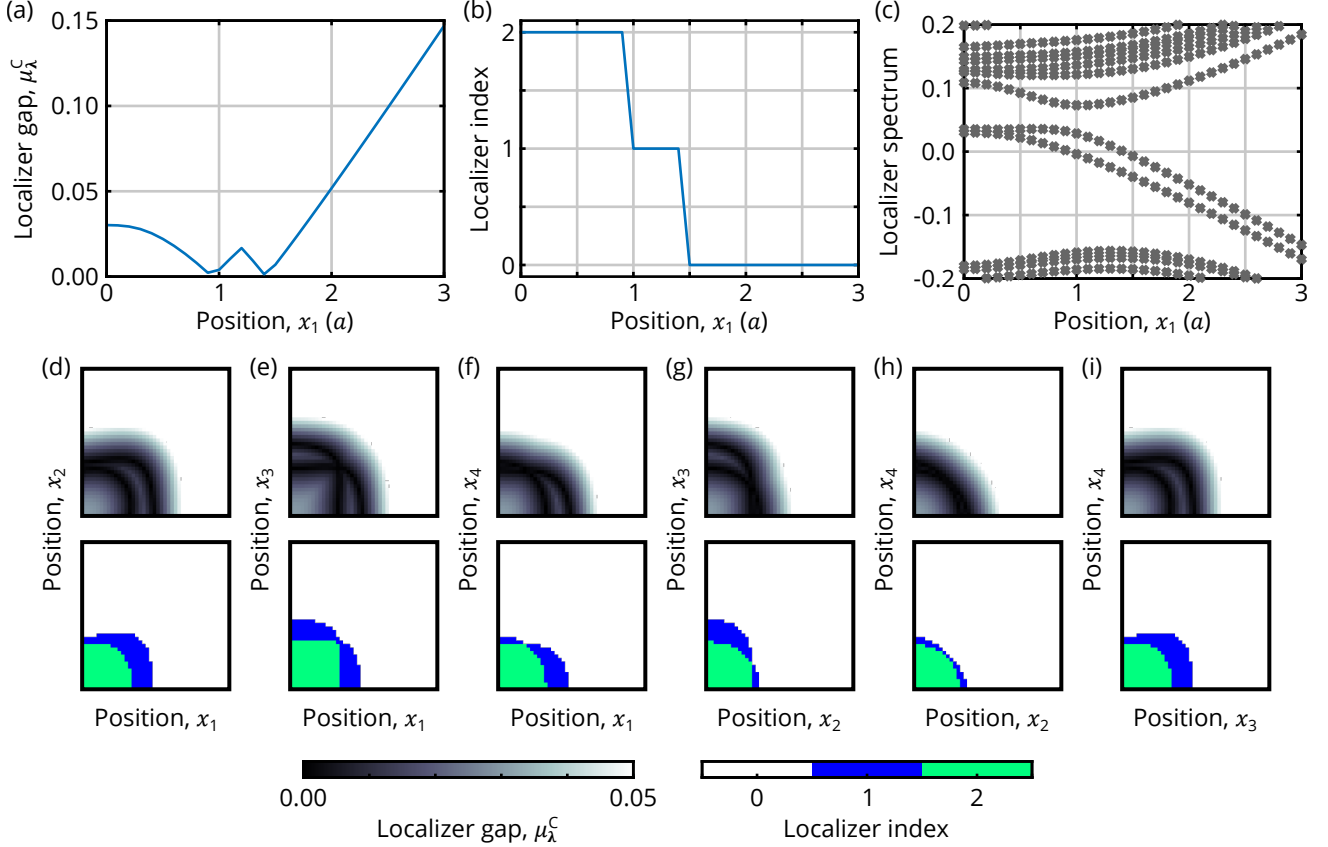 (a)
0.15
0.10
0.05
0.00
Localizer gap, μ_λ^C
0 1 2 3
Position, x₁ (a)
(b)
2
1
0
Localizer index
0 1 2 3
Position, x₁ (a)
(c)
0.2
0.1
0.0
-0.1
-0.2
Localizer spectrum
0 1 2 3
Position, x₁ (a)
(d) (e) (f) (g) (h) (i)
Position, x₂
Position, x₃
Position, x₄
Position, x₃
Position, x₄
Position, x₄
Position, x₁
Position, x₁
Position, x₁
Position, x₂
Position, x₂
Position, x₃
0.00 0.05
Localizer gap, μ_λ^C
0 1 2
Localizer index